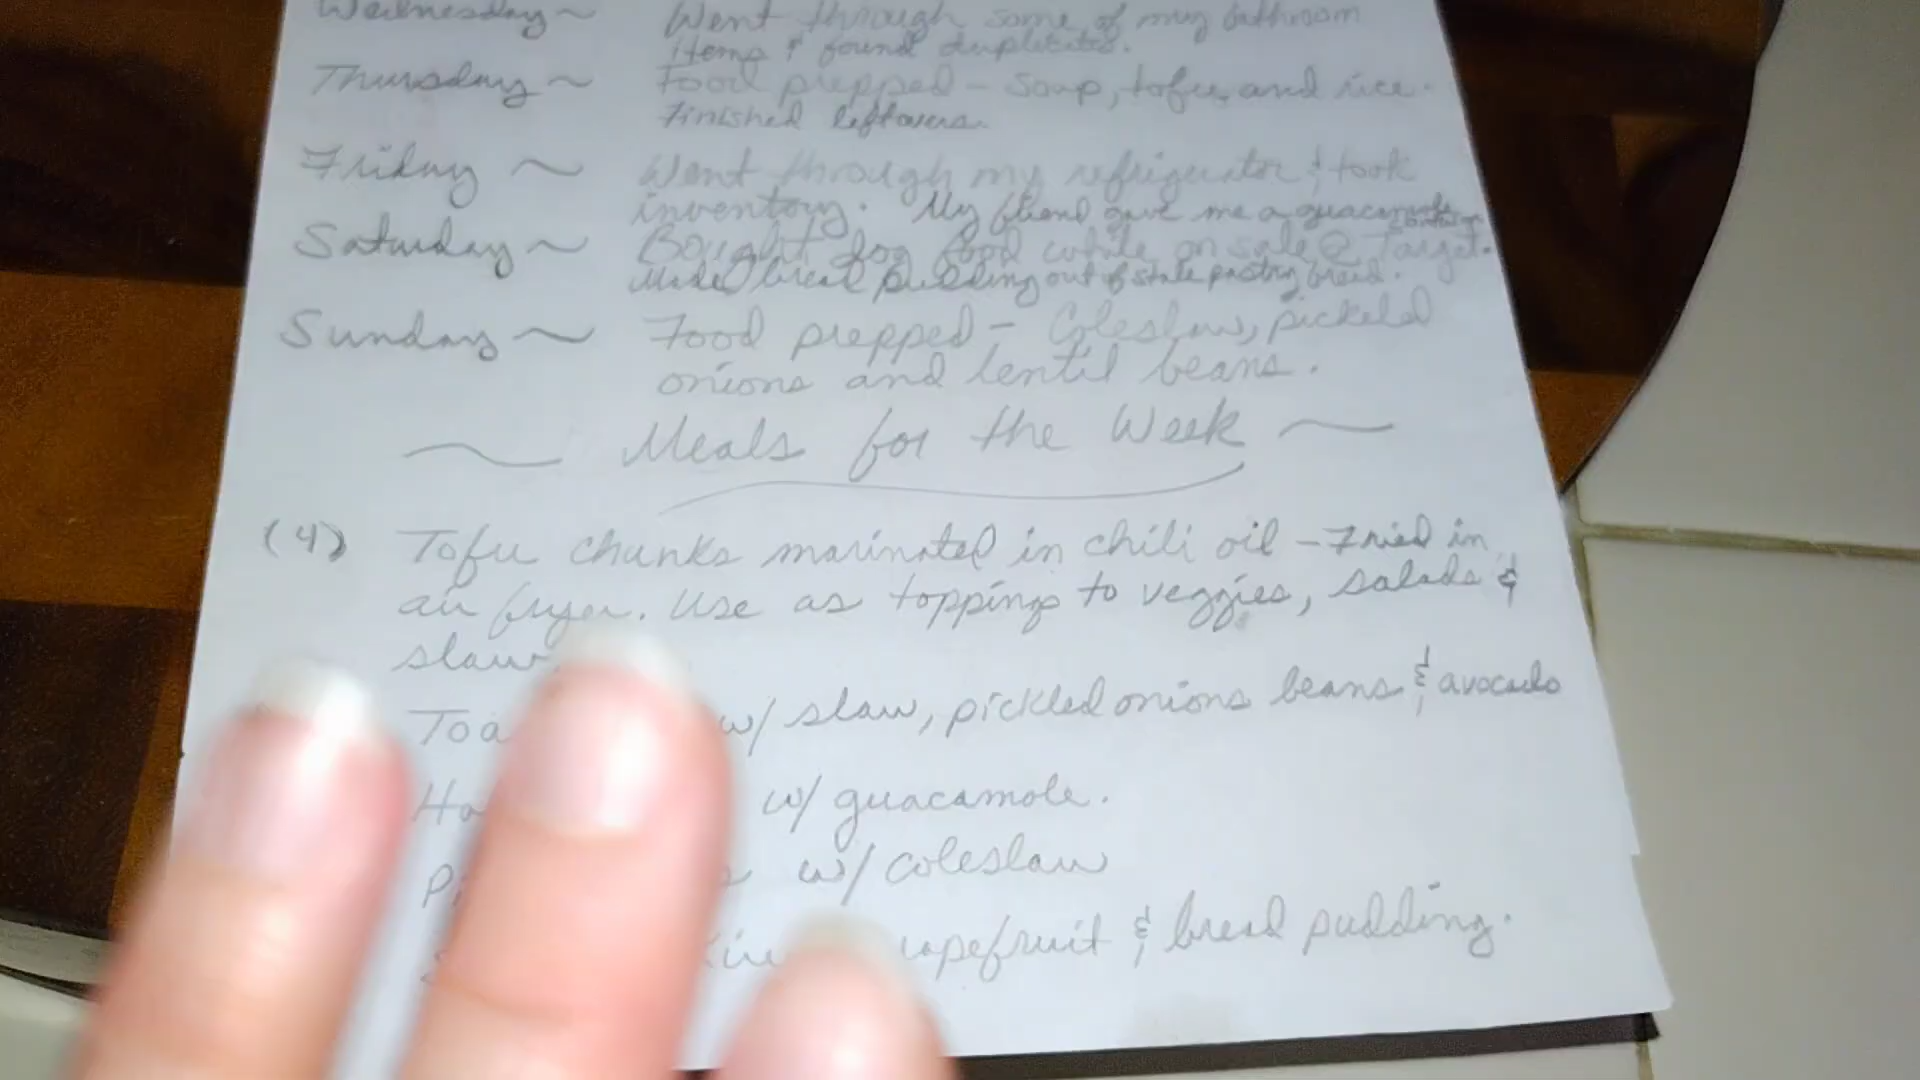 Wednesday ~ Went through some of my bathroom
items & found duplicates.
Thursday ~ Food prepped - Soup, tofu, and rice.
Finished leftovers.
Friday ~ Went through my refrigerator & took
inventory. My friend gave me a guacamole
Saturday ~ Bought dog food while on sale @ Target.
Made bread pudding out of stale pastry bread.
Sunday ~ Food prepped - Coleslaw, pickeled
onions and lentil beans.
~ Meals for the Week ~
(4) Tofu chunks marinated in chili oil - Fried in
air fryer. Use as toppings to veggies, salads &
slaw
w/ slaw, pickled onions beans & avocado
w/ guacamole.
w/ coleslaw
& bread pudding.